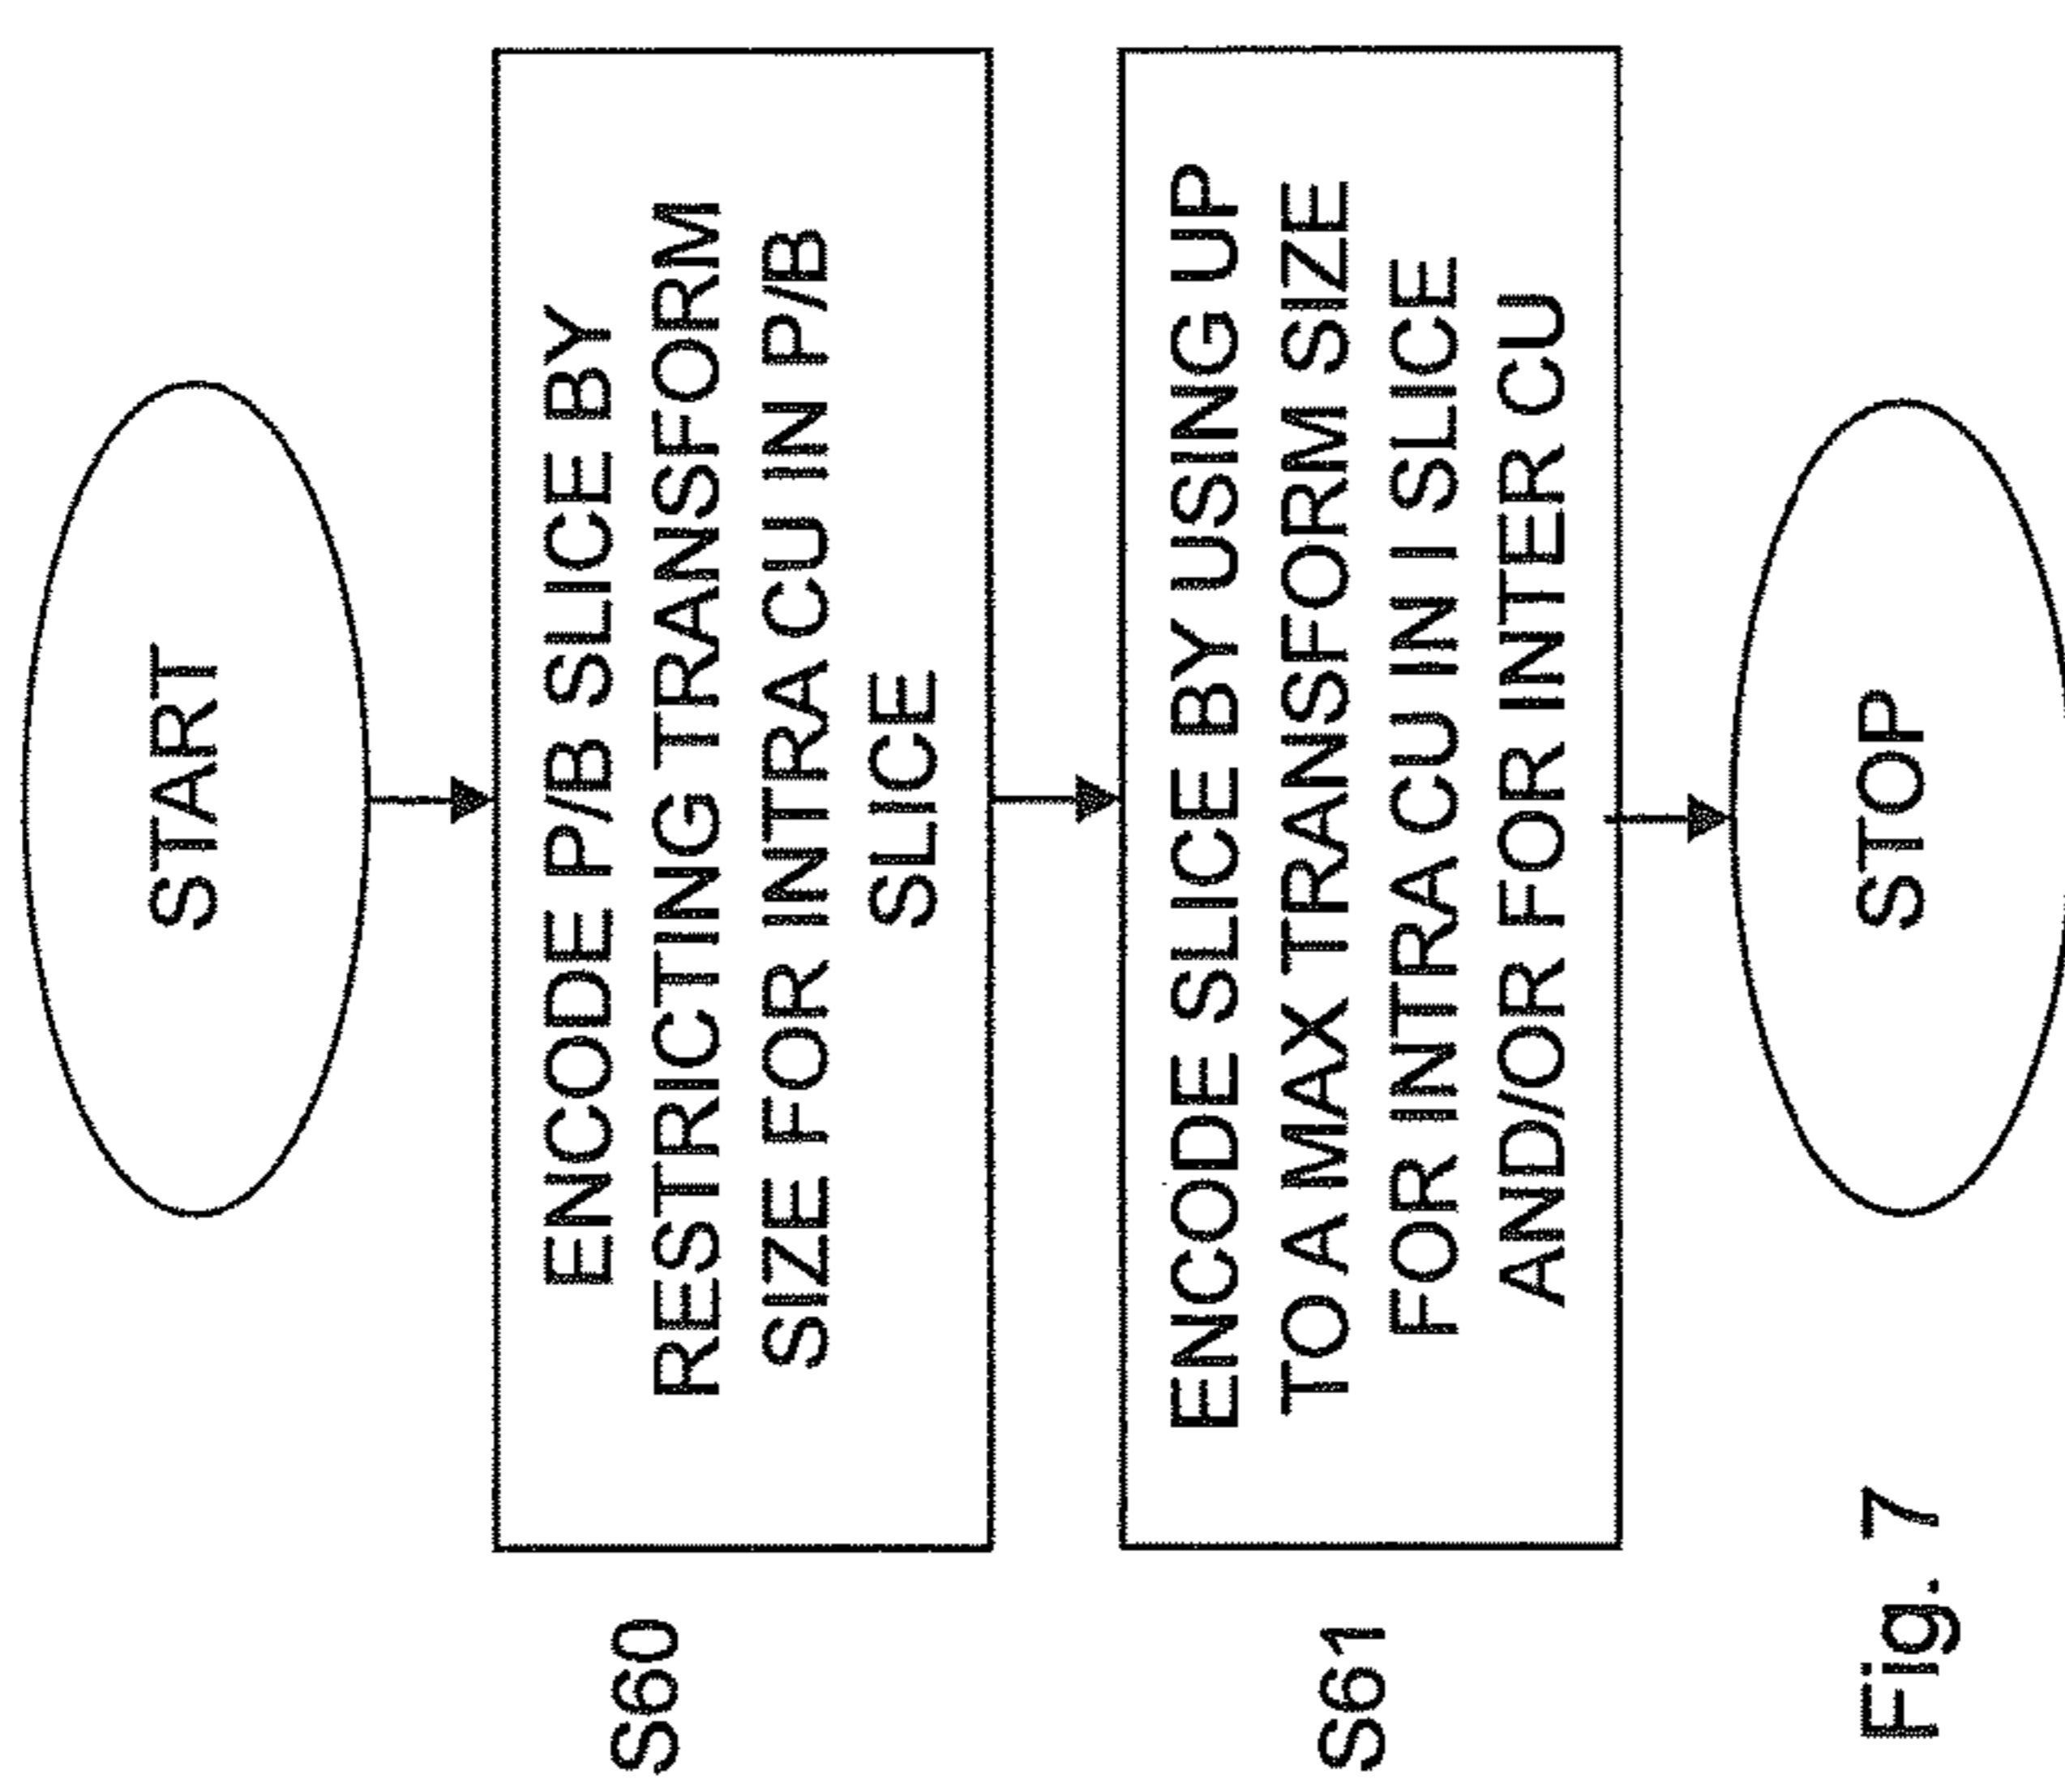 START
S60
ENCODE P/B SLICE BY
RESTRICTING TRANSFORM
SIZE FOR INTRA CU IN P/B
SLICE
S61
ENCODE SLICE BY USING UP
TO A MAX TRANSFORM SIZE
FOR INTRA CU IN I SLICE
AND/OR FOR INTER CU
STOP
Fig. 7